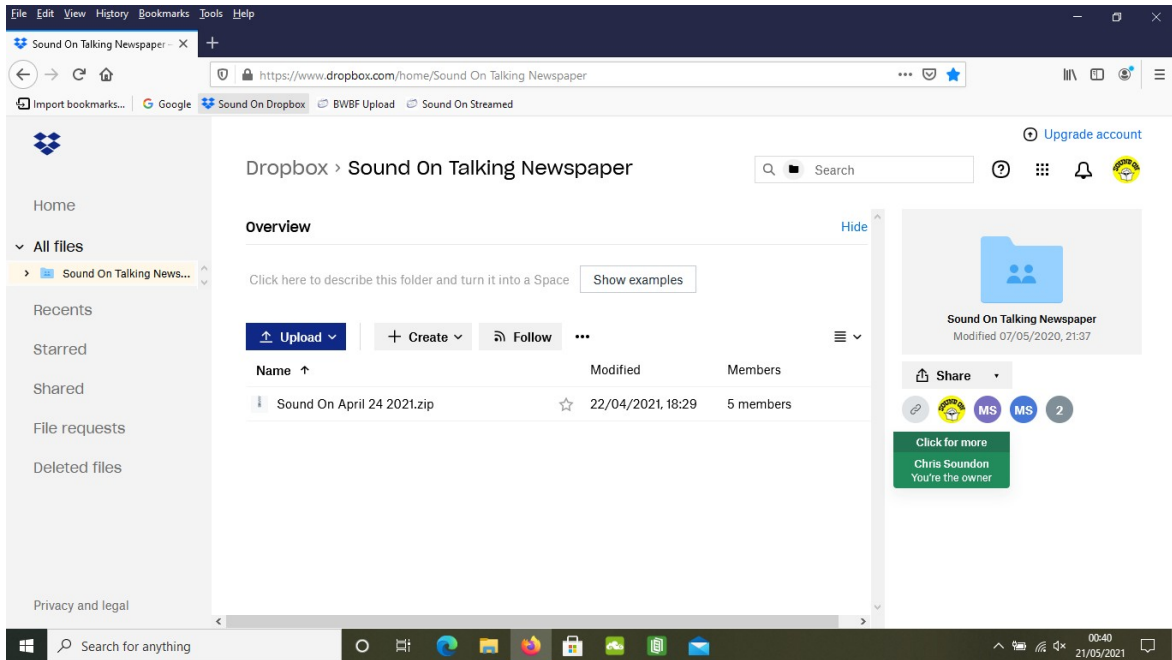 File Edit View History Bookmarks Tools Help
Sound On Talking Newspaper -
https://www.dropbox.com/home/Sound On Talking Newspaper
Import bookmarks... Google Sound On Dropbox BWBF Upload Sound On Streamed
Upgrade account
Dropbox › Sound On Talking Newspaper
Search
Home
All files
Sound On Talking News...
Recents
Starred
Shared
File requests
Deleted files
Privacy and legal
Overview Hide
Click here to describe this folder and turn it into a Space Show examples
Upload Create Follow
Name Modified Members
Sound On April 24 2021.zip 22/04/2021, 18:29 5 members
Sound On Talking Newspaper
Modified 07/05/2020, 21:37
Share
MS MS 2
Click for more
Chris Soundon
You're the owner
Search for anything
00:40
21/05/2021